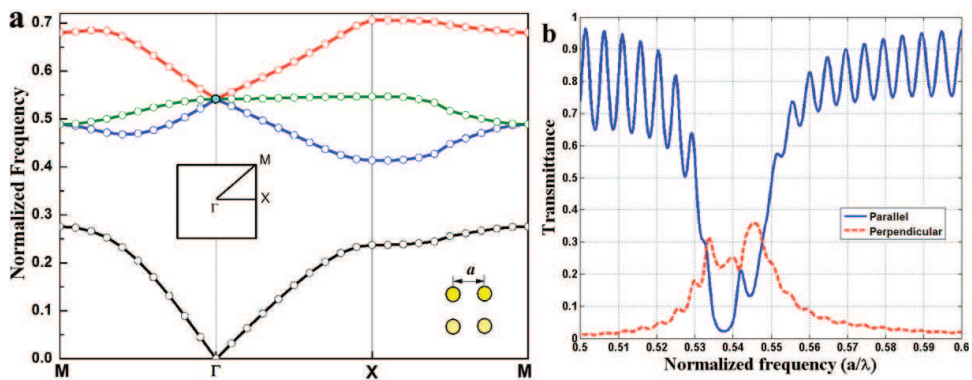 a
Normalized Frequency
0.7
0.6
0.5
0.4
0.3
0.2
0.1
0.0
M
Γ
X
M
M
Γ
X
a
b
Transmittance
1
0.9
0.8
0.7
0.6
0.5
0.4
0.3
0.2
0.1
0
Parallel
Perpendicular
0.5 0.51 0.52 0.53 0.54 0.55 0.56 0.57 0.58 0.59 0.6
Normalized frequency (a/λ)